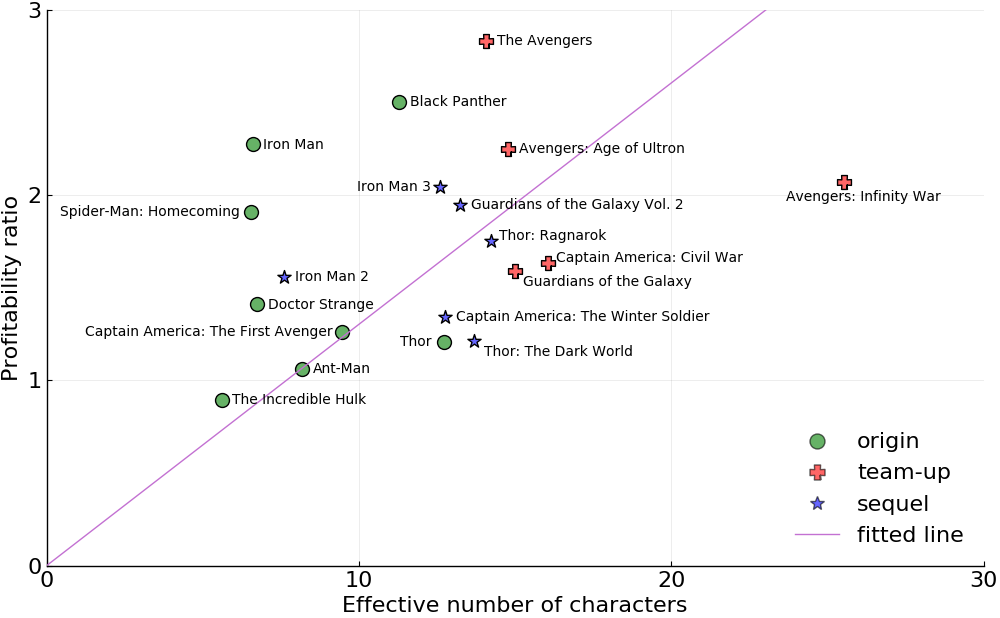 3
The Avengers
Black Panther
Iron Man
Avengers: Age of Ultron
Iron Man 3
2
Avengers: Infinity War
Guardians of the Galaxy Vol. 2
Spider-Man: Homecoming
Thor: Ragnarok
Captain America: Civil War
Iron Man 2
Guardians of the Galaxy
Doctor Strange
Captain America: The Winter Soldier
Captain America: The First Avenger
Thor
Thor: The Dark World
Ant-Man
1
The Incredible Hulk
Profitability ratio
origin
team-up
sequel
fitted line
0
0
10
20
30
Effective number of characters